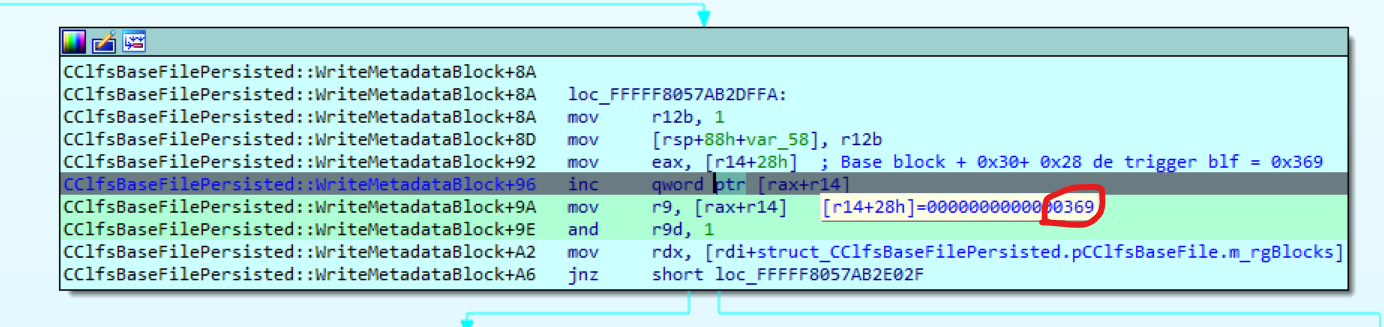 CClfsBaseFilePersisted::WriteMetadataBlock+8A
CClfsBaseFilePersisted::WriteMetadataBlock+8A loc_FFFFF8057AB2DFFA:
CClfsBaseFilePersisted::WriteMetadataBlock+8A mov r12b, 1
CClfsBaseFilePersisted::WriteMetadataBlock+8D mov [rsp+88h+var_58], r12b
CClfsBaseFilePersisted::WriteMetadataBlock+92 mov eax, [r14+28h] ; Base block + 0x30+ 0x28 de trigger blf = 0x369
CClfsBaseFilePersisted::WriteMetadataBlock+96 inc qword ptr [rax+r14]
CClfsBaseFilePersisted::WriteMetadataBlock+9A mov r9, [rax+r14] [r14+28h]=0000000000000369
CClfsBaseFilePersisted::WriteMetadataBlock+9E and r9d, 1
CClfsBaseFilePersisted::WriteMetadataBlock+A2 mov rdx, [rdi+struct_CClfsBaseFilePersisted.pCClfsBaseFile.m_rgBlocks]
CClfsBaseFilePersisted::WriteMetadataBlock+A6 jnz short loc_FFFFF8057AB2E02F